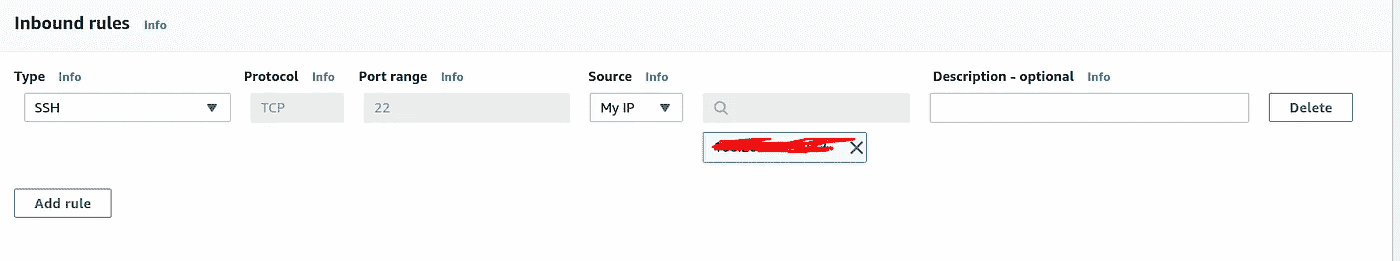 Inbound rules Info
Type Info Protocol Info Port range Info Source Info Description - optional Info
SSH TCP 22 My IP Delete
Add rule